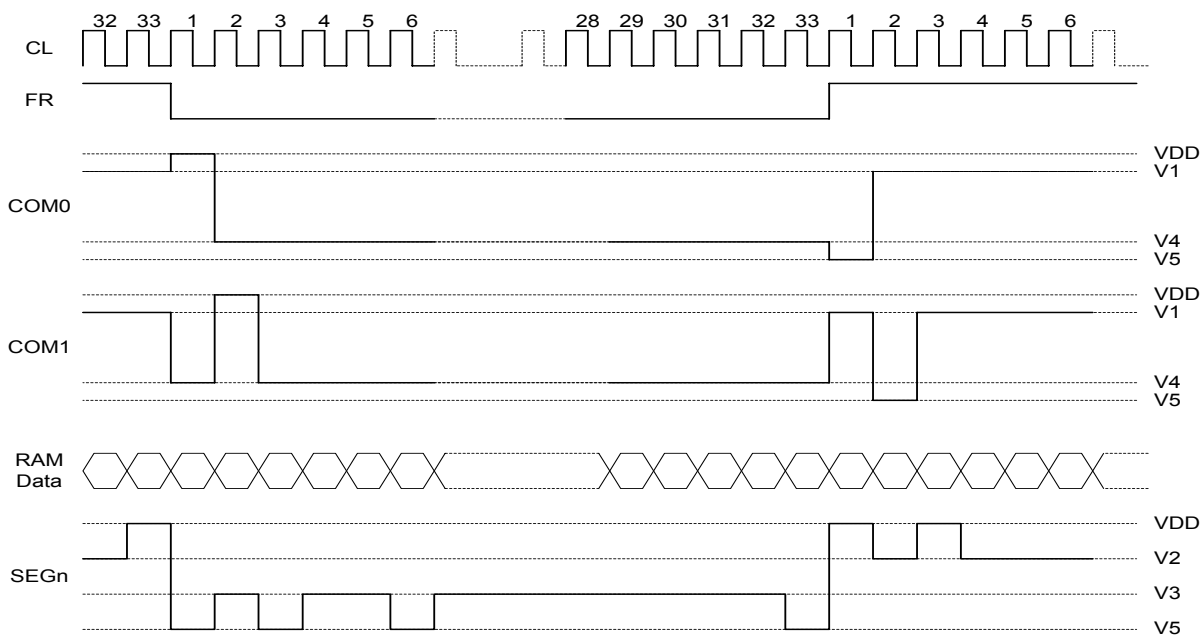 32 33 1 2 3 4 5 6 28 29 30 31 32 33 1 2 3 4 5 6
CL
FR
VDD
V1
COM0
V4
V5
VDD
V1
COM1
V4
V5
RAM
Data
VDD
V2
SEGn
V3
V5